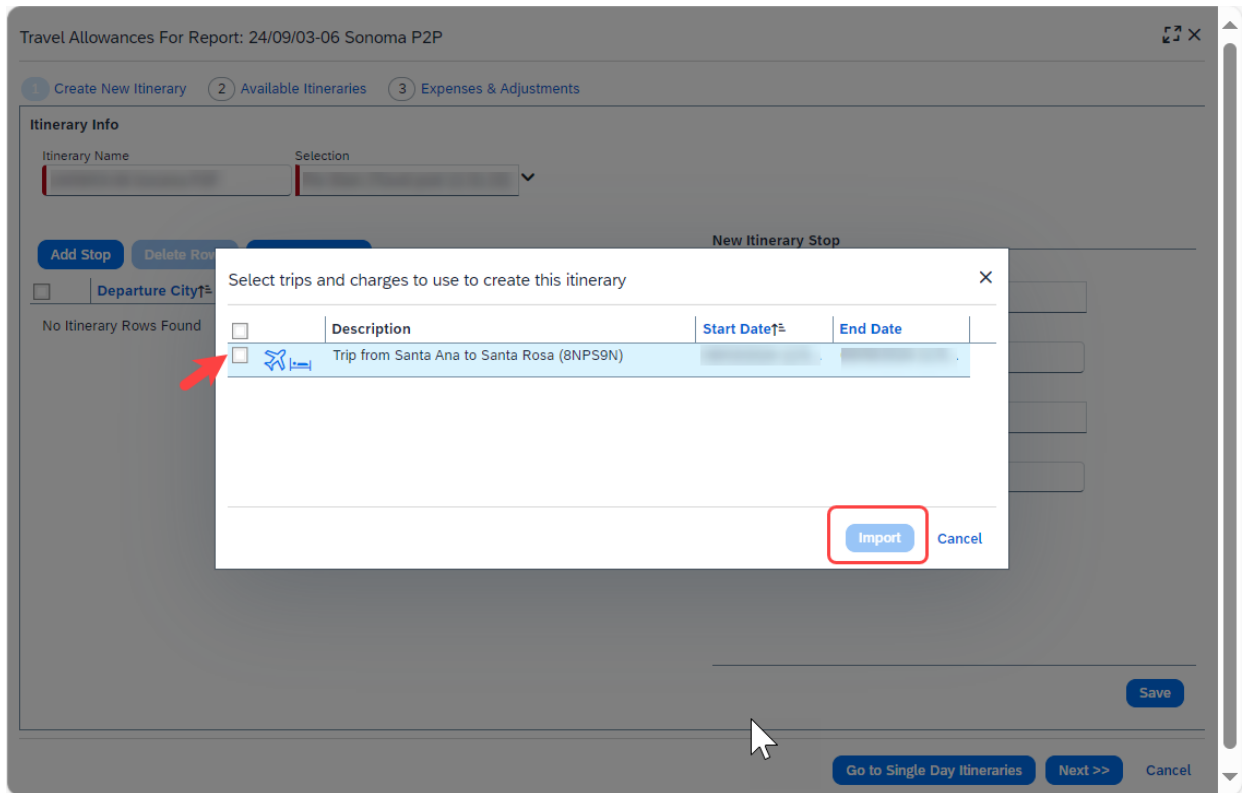 Travel Allowances For Report: 24/09/03-06 Sonoma P2P
1 Create New Itinerary 2 Available Itineraries 3 Expenses & Adjustments
Itinerary Info
Itinerary Name Selection
New Itinerary Stop
Add Stop Delete Row
Departure City
No Itinerary Rows Found
Select trips and charges to use to create this itinerary
Description Start Date End Date
Trip from Santa Ana to Santa Rosa (8NPS9N)
Import Cancel
Save
Go to Single Day Itineraries Next >> Cancel